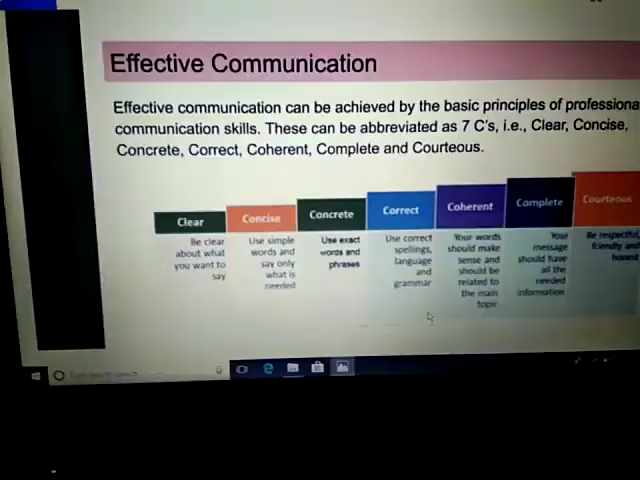 Effective Communication
Effective communication can be achieved by the basic principles of professiona
communication skills. These can be abbreviated as 7 C's, i.e., Clear, Concise,
Concrete, Correct, Coherent, Complete and Courteous.
Clear
Be clear
about what
you want to
say
Concise
Use simple
words and
say only
what is
needed
Concrete
Use exact
words and
phrases
Correct
Use correct
spellings,
language
and
grammar
Coherent
Your words
should make
sense and
should be
related to
the main
topic
Complete
Your
message
should have
all the
needed
information
Courteous
Be respectful,
friendly and
honest